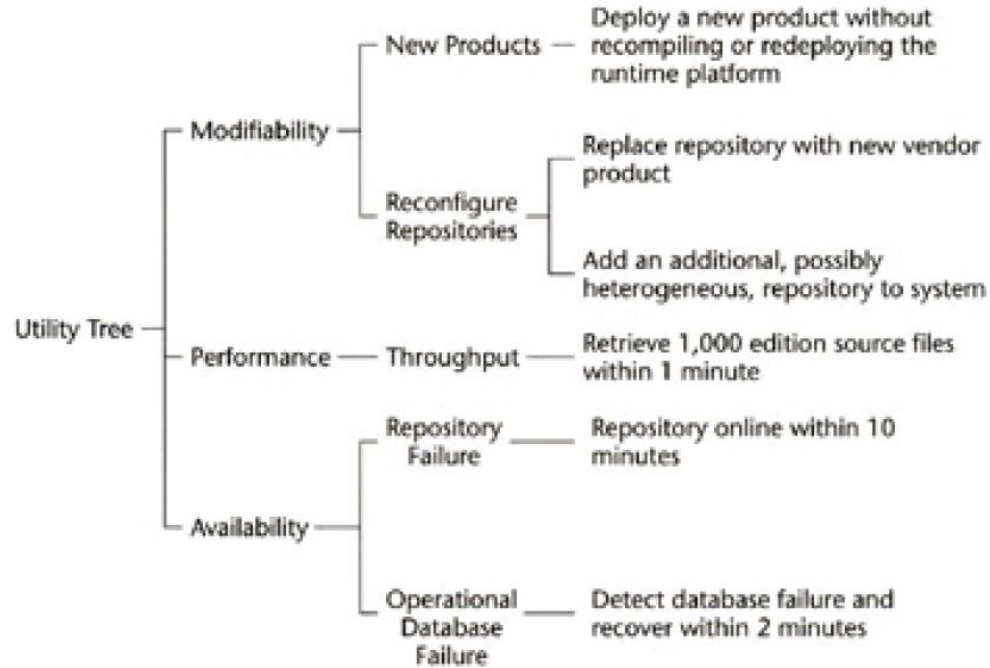 New Products
Deploy a new product without
recompiling or redeploying the
runtime platform
Modifiability
Replace repository with new vendor
product
Reconfigure
Repositories
Add an additional, possibly
heterogeneous, repository to system
Utility Tree
Performance
Throughput
Retrieve 1,000 edition source files
within 1 minute
Repository
Failure
Repository online within 10
minutes
Availability
Operational
Database
Failure
Detect database failure and
recover within 2 minutes